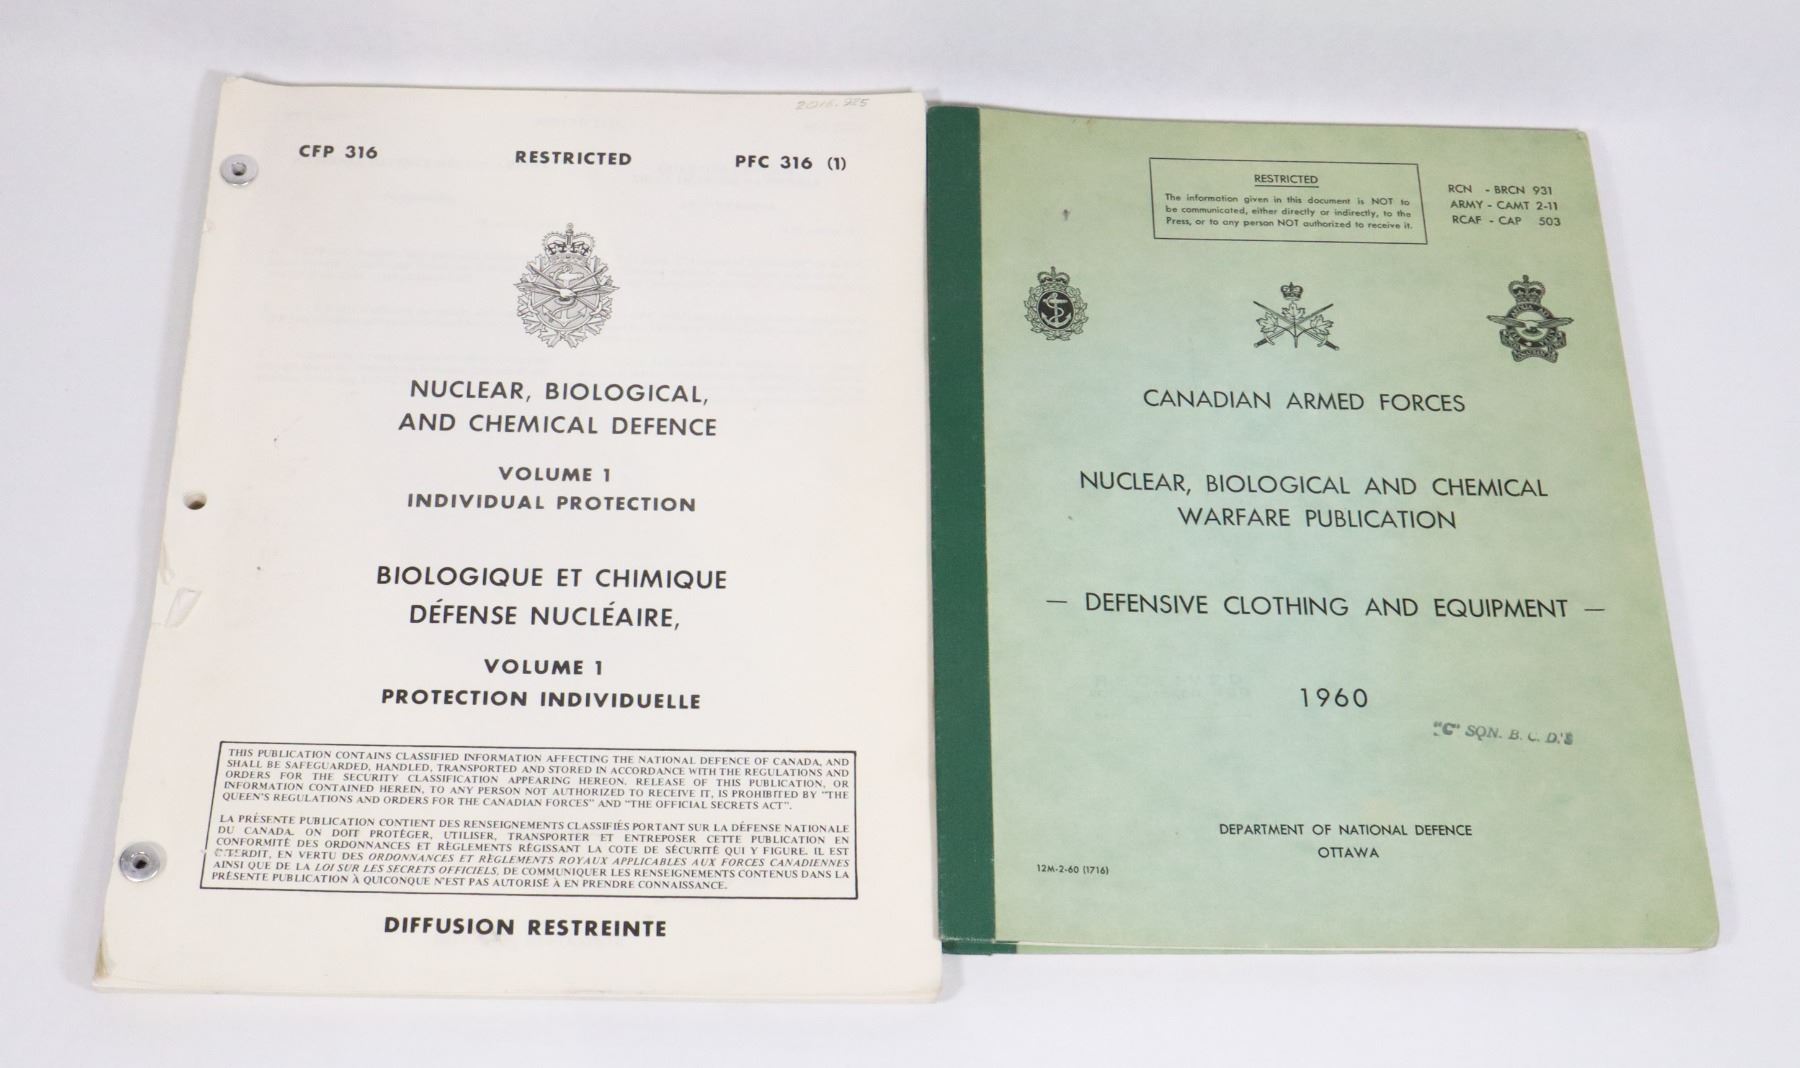 2016.925
CFP 316
RESTRICTED
PFC 316 (1)
NUCLEAR, BIOLOGICAL,
AND CHEMICAL DEFENCE
VOLUME 1
INDIVIDUAL PROTECTION
BIOLOGIQUE ET CHIMIQUE
DÉFENSE NUCLÉAIRE,
VOLUME 1
PROTECTION INDIVIDUELLE
THIS PUBLICATION CONTAINS CLASSIFIED INFORMATION AFFECTING THE NATIONAL DEFENCE OF CANADA, AND
SHALL BE SAFEGUARDED, HANDLED, TRANSPORTED AND STORED IN ACCORDANCE WITH THE REGULATIONS AND
ORDERS FOR THE SECURITY CLASSIFICATION APPEARING HEREON. RELEASE OF THIS PUBLICATION, OR
INFORMATION CONTAINED HEREIN, TO ANY PERSON NOT AUTHORIZED TO RECEIVE IT, IS PROHIBITED BY "THE
QUEEN'S REGULATIONS AND ORDERS FOR THE CANADIAN FORCES" AND "THE OFFICIAL SECRETS ACT".
LA PRÉSENTE PUBLICATION CONTIENT DES RENSEIGNEMENTS CLASSIFIÉS PORTANT SUR LA DÉFENSE NATIONALE
DU CANADA. ON DOIT PROTÉGER, UTILISER, TRANSPORTER ET ENTREPOSER CETTE PUBLICATION EN
CONFORMITÉ DES ORDONNANCES ET RÈGLEMENTS RÉGISSANT LA COTE DE SÉCURITÉ QUI Y FIGURE. IL EST
INTERDIT, EN VERTU DES ORDONNANCES ET RÈGLEMENTS ROYAUX APPLICABLES AUX FORCES CANADIENNES
AINSI QUE DE LA LOI SUR LES SECRETS OFFICIELS, DE COMMUNIQUER LES RENSEIGNEMENTS CONTENUS DANS LA
PRÉSENTE PUBLICATION À QUICONQUE N'EST PAS AUTORISÉ À EN PRENDRE CONNAISSANCE.
DIFFUSION RESTREINTE
RESTRICTED
The information given in this document is NOT to
be communicated, either directly or indirectly, to the
Press, or to any person NOT authorized to receive it.
RCN - BRCN 931
ARMY - CAMT 2-11
RCAF - CAP 503
CANADIAN ARMED FORCES
NUCLEAR, BIOLOGICAL AND CHEMICAL
WARFARE PUBLICATION
— DEFENSIVE CLOTHING AND EQUIPMENT —
RECEIVED
1960
"C" SQN. B. C. D.'S
DEPARTMENT OF NATIONAL DEFENCE
OTTAWA
12M-2-60 (1716)